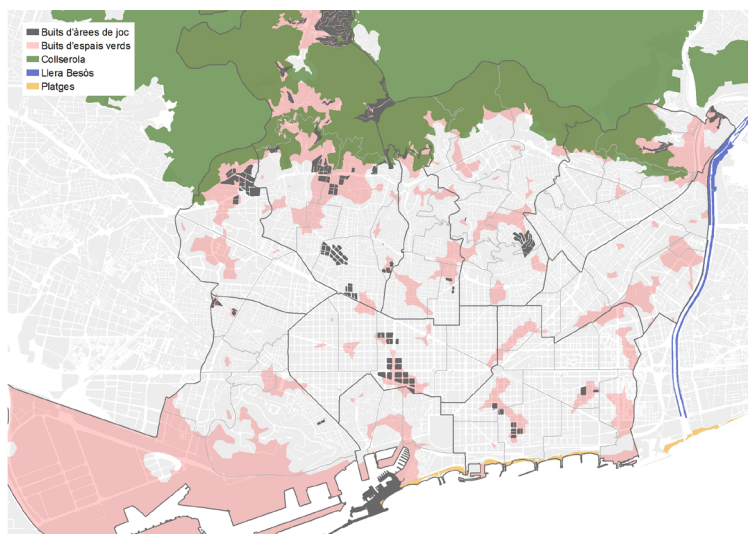 Buits d'àrees de joc
Buits d'espais verds
Collserola
Llera Besòs
Platges